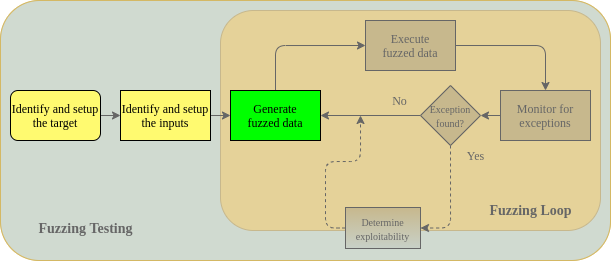 Identify and setup
the target
Identify and setup
the inputs
Generate
fuzzed data
Execute
fuzzed data
Monitor for
exceptions
Exception
found?
No
Yes
Determine
exploitability
Fuzzing Loop
Fuzzing Testing